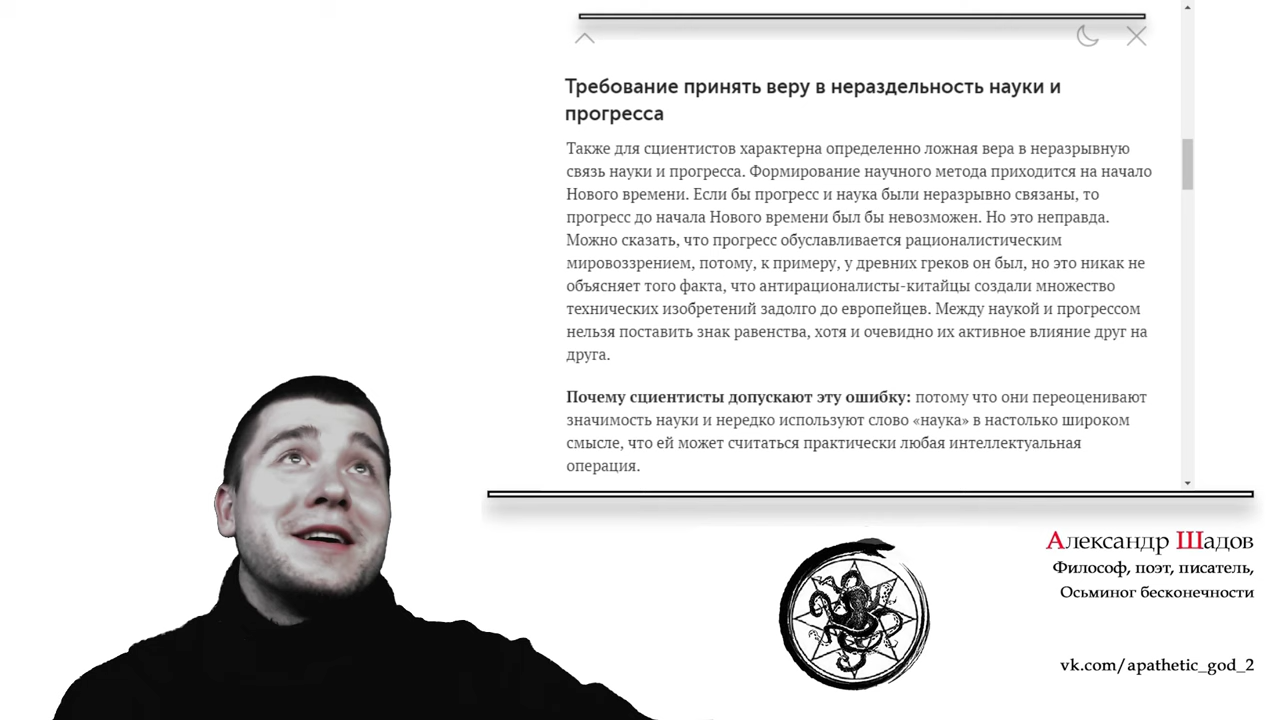 Требование принять веру в нераздельность науки и
прогресса
Также для сциентистов характерна определенно ложная вера в неразрывную
связь науки и прогресса. Формирование научного метода приходится на начало
Нового времени. Если бы прогресс и наука были неразрывно связаны, то
прогресс до начала Нового времени был бы невозможен. Но это неправда.
Можно сказать, что прогресс обуславливается рационалистическим
мировоззрением, потому, к примеру, у древних греков он был, но это никак не
объясняет того факта, что антирационалисты-китайцы создали множество
технических изобретений задолго до европейцев. Между наукой и прогрессом
нельзя поставить знак равенства, хотя и очевидно их активное влияние друг на
друга.
Почему сциентисты допускают эту ошибку: потому что они переоценивают
значимость науки и нередко используют слово «наука» в настолько широком
смысле, что ей может считаться практически любая интеллектуальная
операция.
Александр Шадов
Философ, поэт, писатель,
Осьминог бесконечности
vk.com/apathetic_god_2